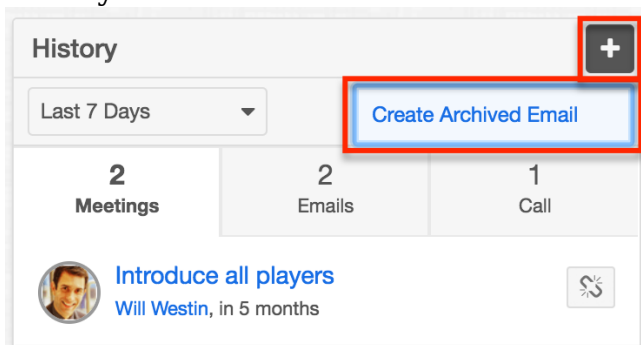 History
+
Last 7 Days
Create Archived Email
2
Meetings
2
Emails
1
Call
Introduce all players
Will Westin, in 5 months